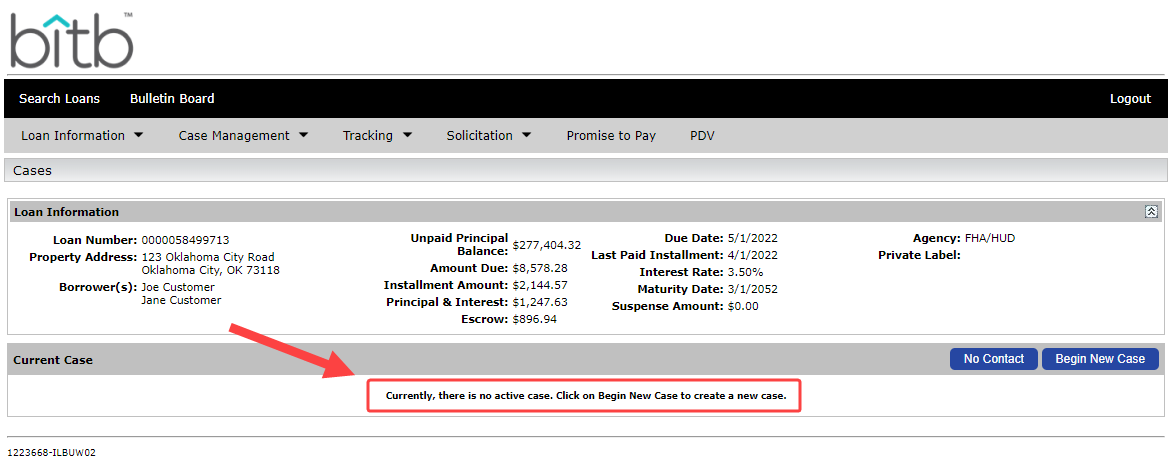 bitb™
Search Loans Bulletin Board Logout
Loan Information Case Management Tracking Solicitation Promise to Pay PDV
Cases
Loan Information
Loan Number: 0000058499713
Property Address: 123 Oklahoma City Road
Oklahoma City, OK 73118
Borrower(s): Joe Customer
Jane Customer
Unpaid Principal
Balance: $277,404.32
Amount Due: $8,578.28
Installment Amount: $2,144.57
Principal & Interest: $1,247.63
Escrow: $896.94
Due Date: 5/1/2022
Last Paid Installment: 4/1/2022
Interest Rate: 3.50%
Maturity Date: 3/1/2052
Suspense Amount: $0.00
Agency: FHA/HUD
Private Label:
Current Case No Contact Begin New Case
Currently, there is no active case. Click on Begin New Case to create a new case.
1223668-ILBUW02